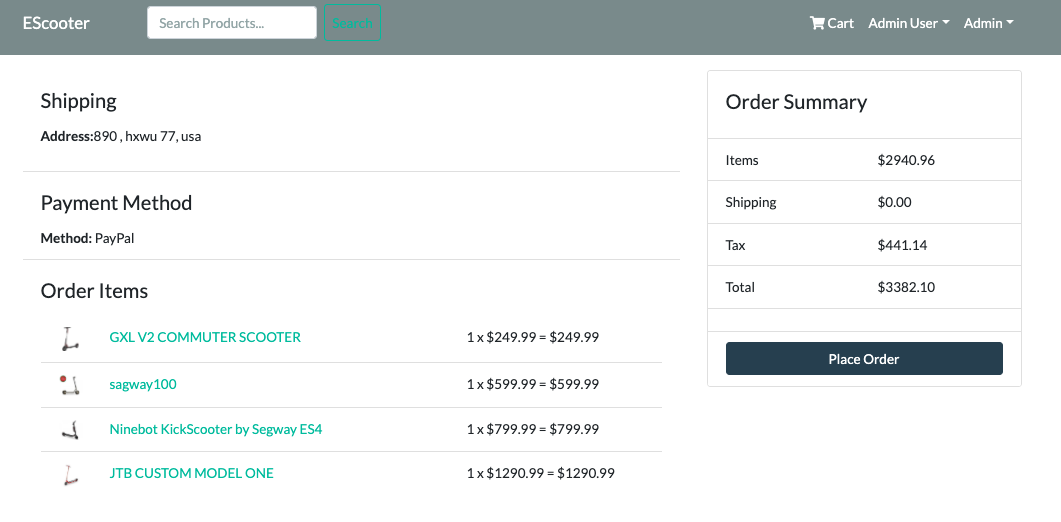 EScooter Search Products... Search Cart Admin User Admin
Shipping
Address:890 , hxwu 77, usa
Payment Method
Method: PayPal
Order Items
GXL V2 COMMUTER SCOOTER 1 x $249.99 = $249.99
sagway100 1 x $599.99 = $599.99
Ninebot KickScooter by Segway ES4 1 x $799.99 = $799.99
JTB CUSTOM MODEL ONE 1 x $1290.99 = $1290.99
Order Summary
Items $2940.96
Shipping $0.00
Tax $441.14
Total $3382.10
Place Order